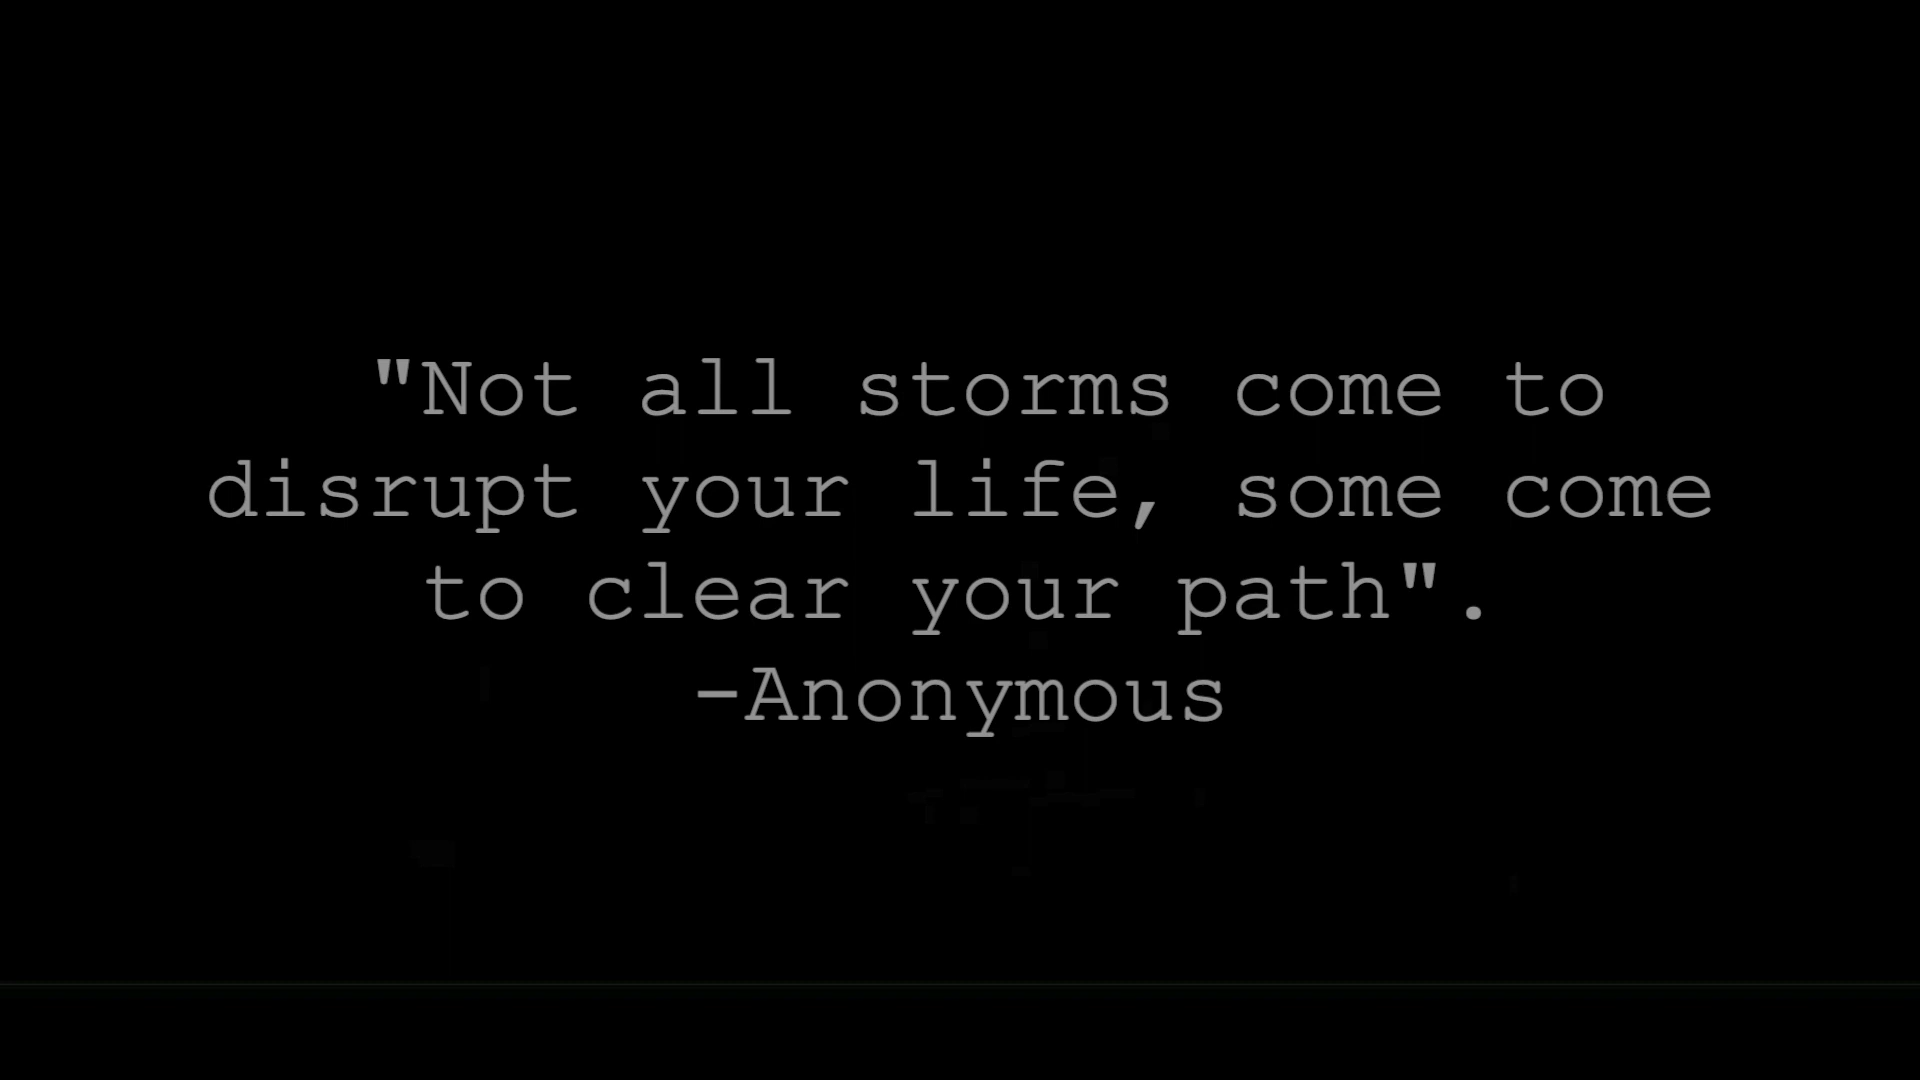 "Not all storms come to
disrupt your life, some come
to clear your path".
-Anonymous